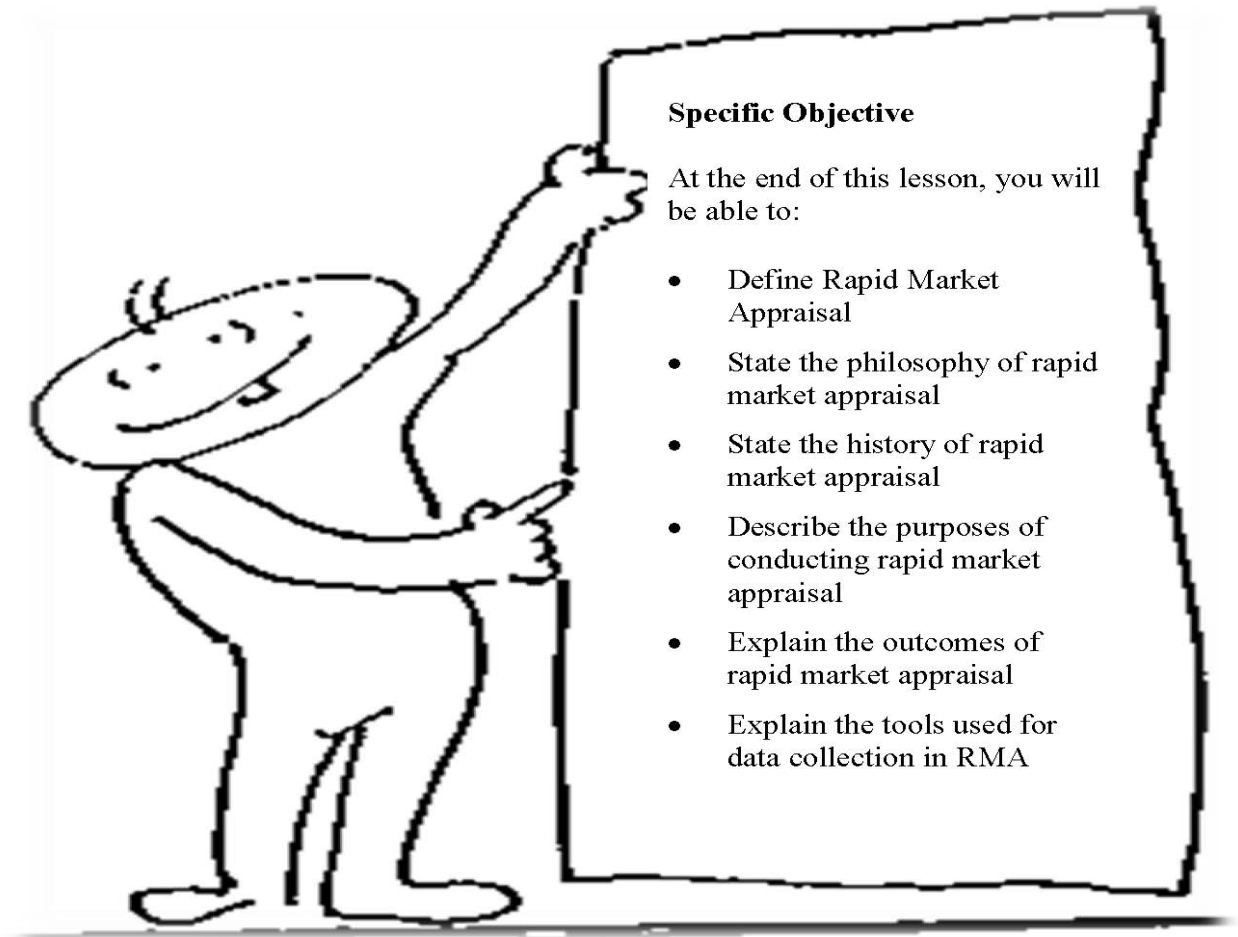 Specific Objective
At the end of this lesson, you will
be able to:
• Define Rapid Market
Appraisal
• State the philosophy of rapid
market appraisal
• State the history of rapid
market appraisal
• Describe the purposes of
conducting rapid market
appraisal
• Explain the outcomes of
rapid market appraisal
• Explain the tools used for
data collection in RMA